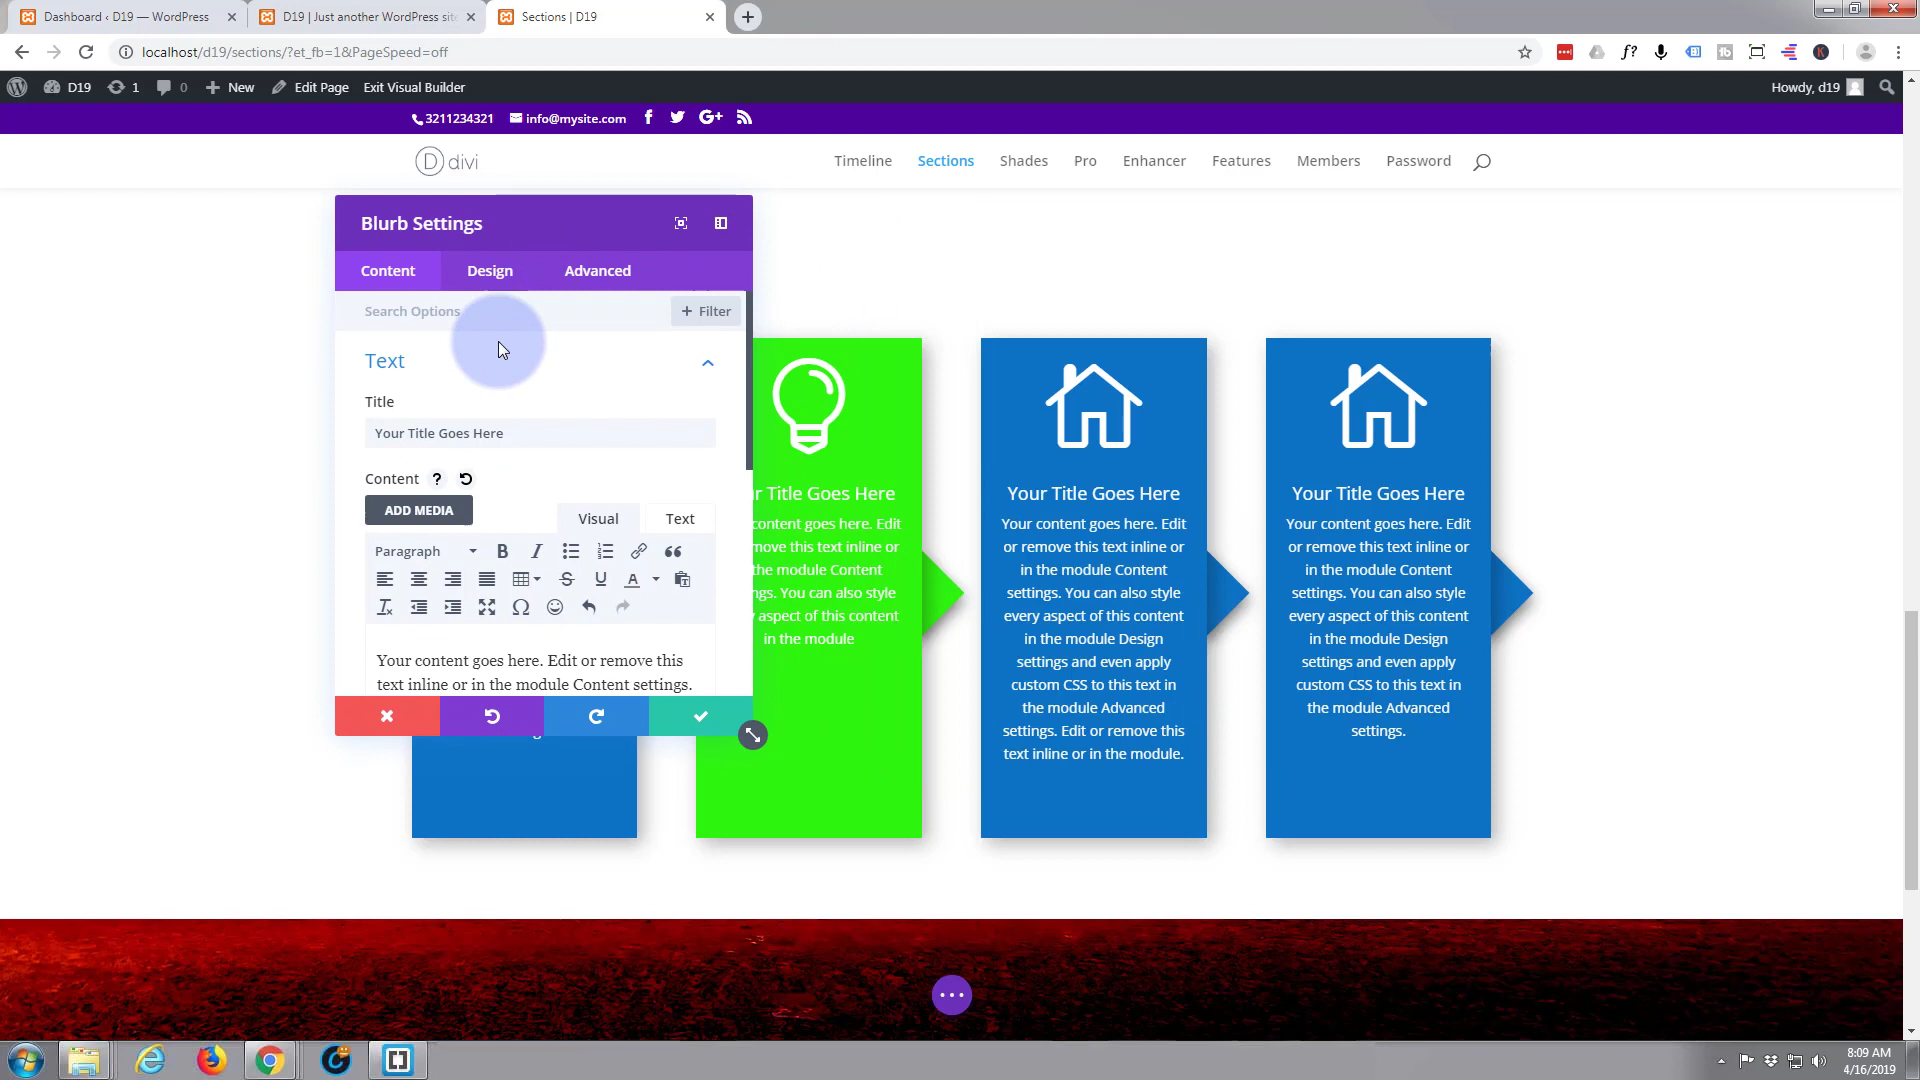 Dashboard ‹ D19 — WordPress
D19 | Just another WordPress site
Sections | D19
localhost/d19/sections/?et_fb=1&PageSpeed=off
D19
1
0
New
Edit Page
Exit Visual Builder
Howdy, d19
3211234321
info@mysite.com
divi
Timeline
Sections
Shades
Pro
Enhancer
Features
Members
Password
Blurb Settings
Content
Design
Advanced
Search Options
+ Filter
Text
Title
Your Title Goes Here
Content ?
ADD MEDIA
Visual
Text
Paragraph
Your content goes here. Edit or remove this
text inline or in the module Content settings.
Title Goes Here
content goes here. Edit
this text inline or
the module Content
You can also style
aspect of this content
in the module
Your Title Goes Here
Your content goes here. Edit
or remove this text inline or
in the module Content
settings. You can also style
every aspect of this content
in the module Design
settings and even apply
custom CSS to this text in
the module Advanced
settings. Edit or remove this
text inline or in the module.
Your Title Goes Here
Your content goes here. Edit
or remove this text inline or
in the module Content
settings. You can also style
every aspect of this content
in the module Design
settings and even apply
custom CSS to this text in
the module Advanced
settings.
8:09 AM
4/16/2019